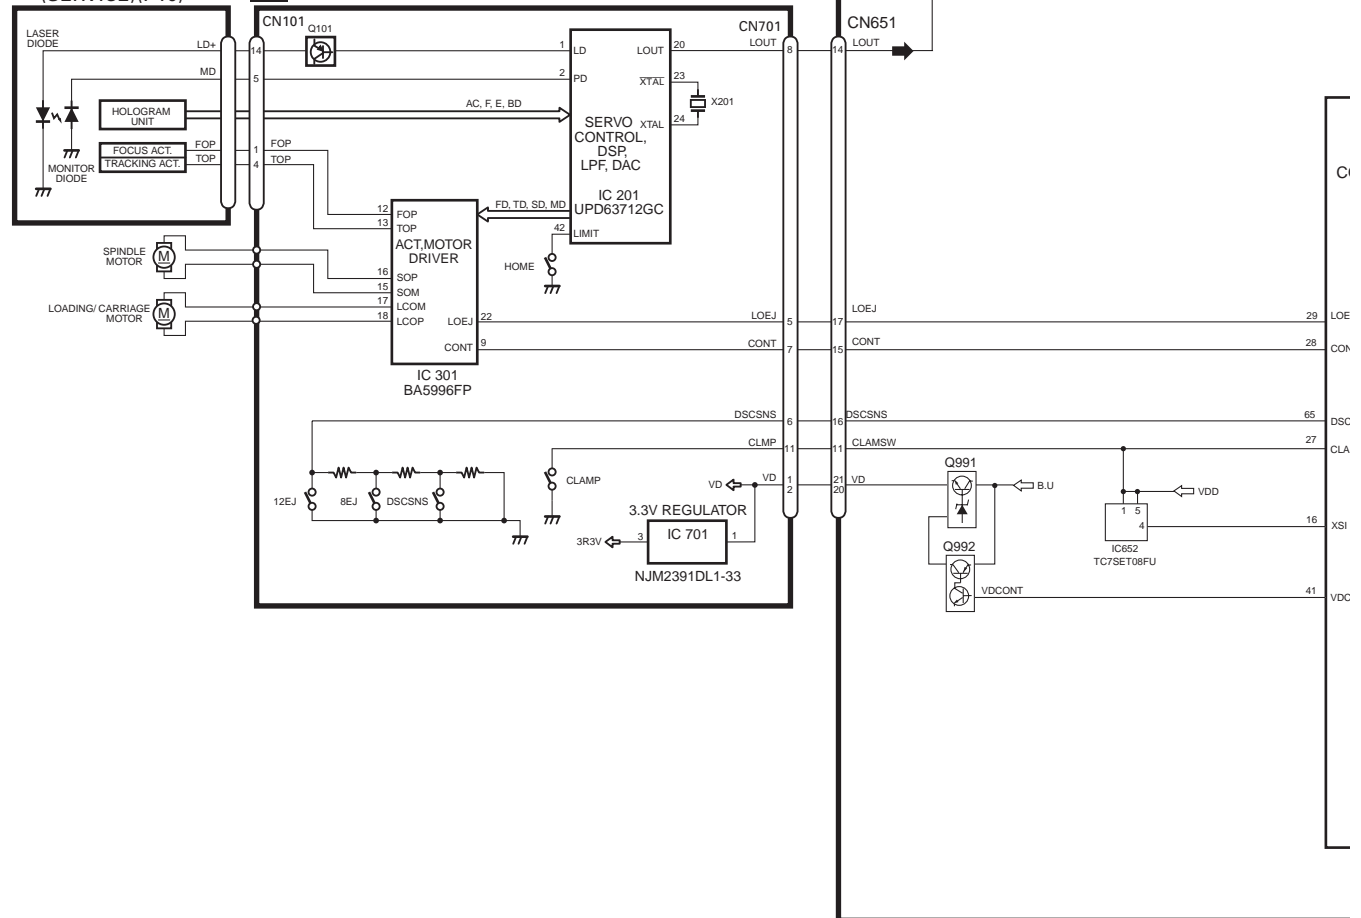 CN101
Q101
CN701
CN651
LASER
DIODE
LD+
14
1
LD
LOUT
20
LOUT
8
14
LOUT
MD
5
2
PD
XTAL
23
X201
XTAL
24
HOLOGRAM
UNIT
AC, F, E, BD
SERVO
CONTROL,
DSP,
LPF, DAC
IC 201
UPD63712GC
FOCUS ACT.
TRACKING ACT.
FOP
TOP
1
4
FOP
TOP
MONITOR
DIODE
12
FOP
13
TOP
FD, TD, SD, MD
ACT,MOTOR
DRIVER
42
LIMIT
HOME
SPINDLE
MOTOR
M
16
SOP
15
SOM
17
LCOM
18
LCOP
LOADING/ CARRIAGE
MOTOR
M
LOEJ
22
LOEJ
5
17
LOEJ
29
CONT
9
CONT
7
15
CONT
28
IC 301
BA5996FP
DSCSNS
6
16
DSCSNS
65
CLMP
11
11
CLAMSW
27
12EJ
8EJ
DSCSNS
CLAMP
VD
VD
1
2
21
20
VD
Q991
B.U
VDD
3.3V REGULATOR
IC 701
3R3V
3
1
NJM2391DL1-33
1 5
4
IC652
TC7SET08FU
16
XSI
Q992
VDCONT
41